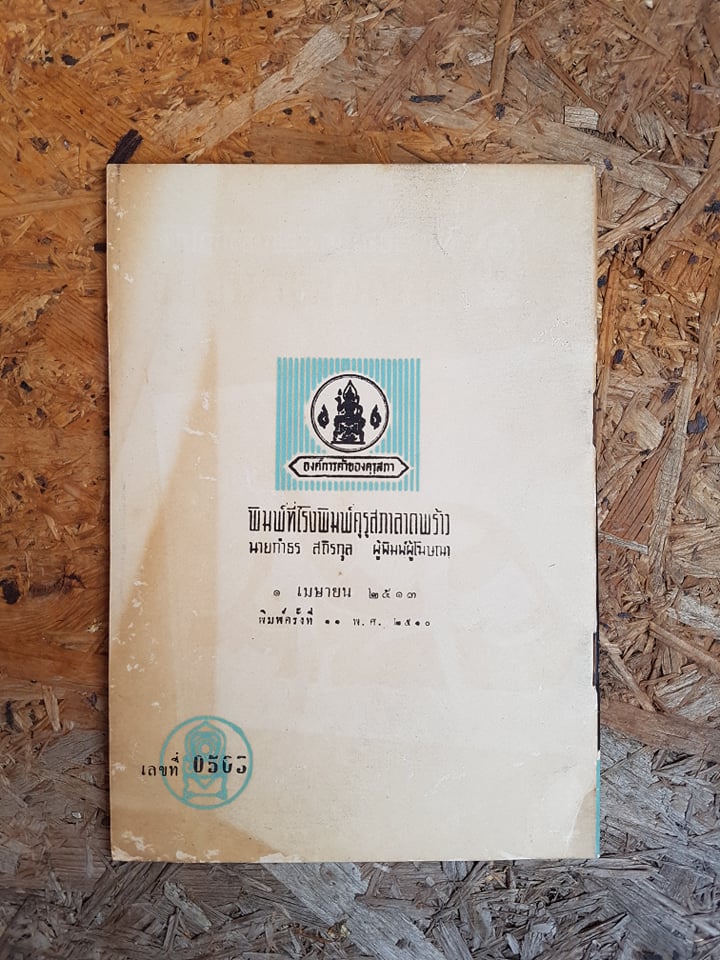 องค์การค้าของคุรุสภา
พิมพ์ที่โรงพิมพ์คุรุสภาลาดพร้าว
นายกำธร สถิรกุล ผู้พิมพ์ผู้โฆษณา
๑ เมษายน ๒๕๑๓
พิมพ์ครั้งที่ ๑๑ พ.ศ. ๒๕๑๐
เลขที่